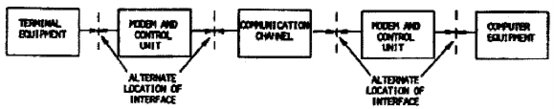 TERMINAL
EQUIPMENT
MODEM AND
CONTROL
UNIT
COMMUNICATION
CHANNEL
MODEM AND
CONTROL
UNIT
COMPUTER
EQUIPMENT
ALTERNATE
LOCATION OF
INTERFACE
ALTERNATE
LOCATION OF
INTERFACE